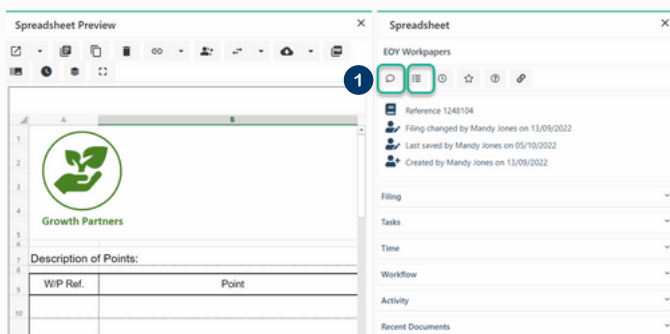 Spreadsheet Preview
Spreadsheet
EOY Workpapers
1
Reference 1248104
Filing changed by Mandy Jones on 13/09/2022
Last saved by Mandy Jones on 05/10/2022
Created by Mandy Jones on 13/09/2022
Filing
Tasks
Time
Workflow
Activity
Recent Documents
A B
1
2
3
4
Growth Partners
5
6
7 Description of Points:
8
9 W/P Ref. Point
10